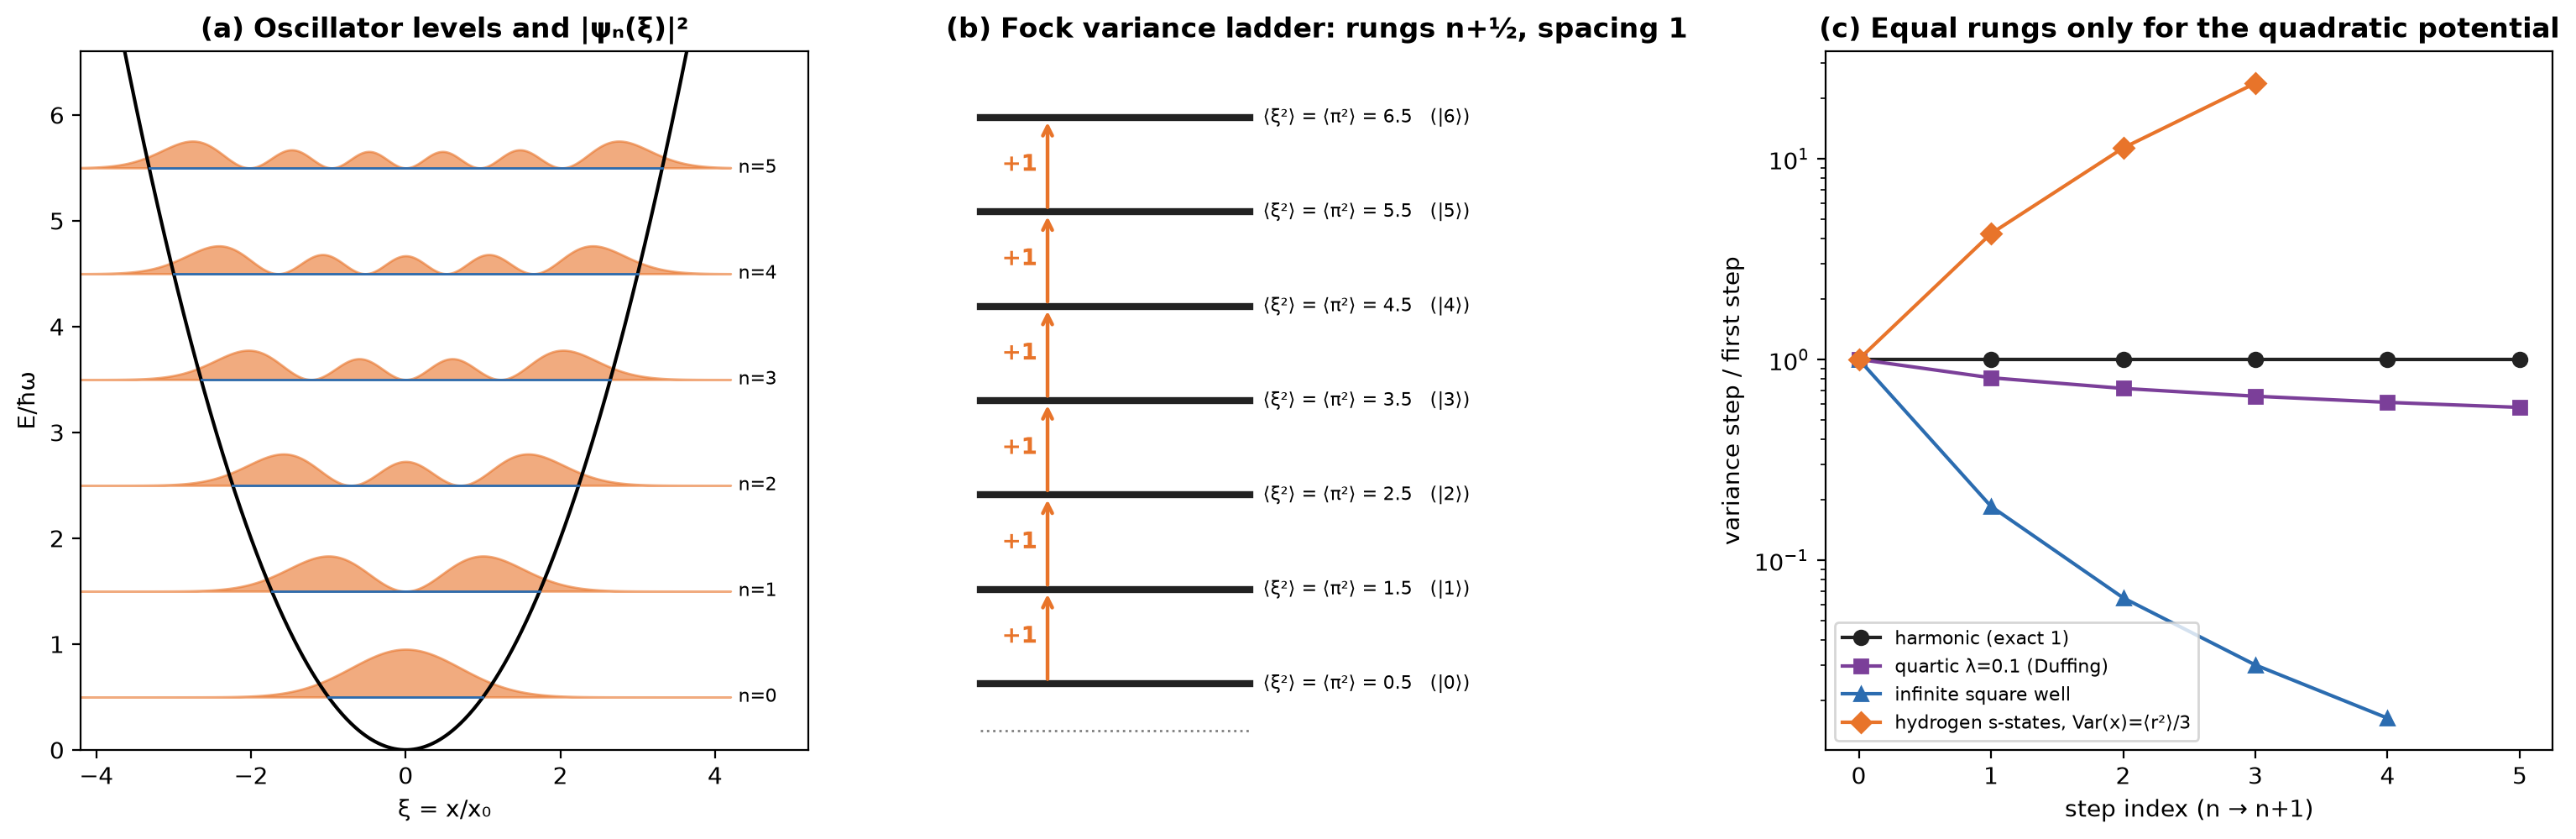 (a) Oscillator levels and |ψₙ(ξ)|²
E/ħω
6
5
4
3
2
1
0
n=5
n=4
n=3
n=2
n=1
n=0
−4
−2
0
2
4
ξ = x/x₀
(b) Fock variance ladder: rungs n+½, spacing 1
⟨ξ²⟩ = ⟨π²⟩ = 6.5 (|6⟩)
+1
⟨ξ²⟩ = ⟨π²⟩ = 5.5 (|5⟩)
+1
⟨ξ²⟩ = ⟨π²⟩ = 4.5 (|4⟩)
+1
⟨ξ²⟩ = ⟨π²⟩ = 3.5 (|3⟩)
+1
⟨ξ²⟩ = ⟨π²⟩ = 2.5 (|2⟩)
+1
⟨ξ²⟩ = ⟨π²⟩ = 1.5 (|1⟩)
+1
⟨ξ²⟩ = ⟨π²⟩ = 0.5 (|0⟩)
(c) Equal rungs only for the quadratic potential
variance step / first step
10¹
10⁰
10⁻¹
harmonic (exact 1)
quartic λ=0.1 (Duffing)
infinite square well
hydrogen s-states, Var(x)=⟨r²⟩/3
0
1
2
3
4
5
step index (n → n+1)